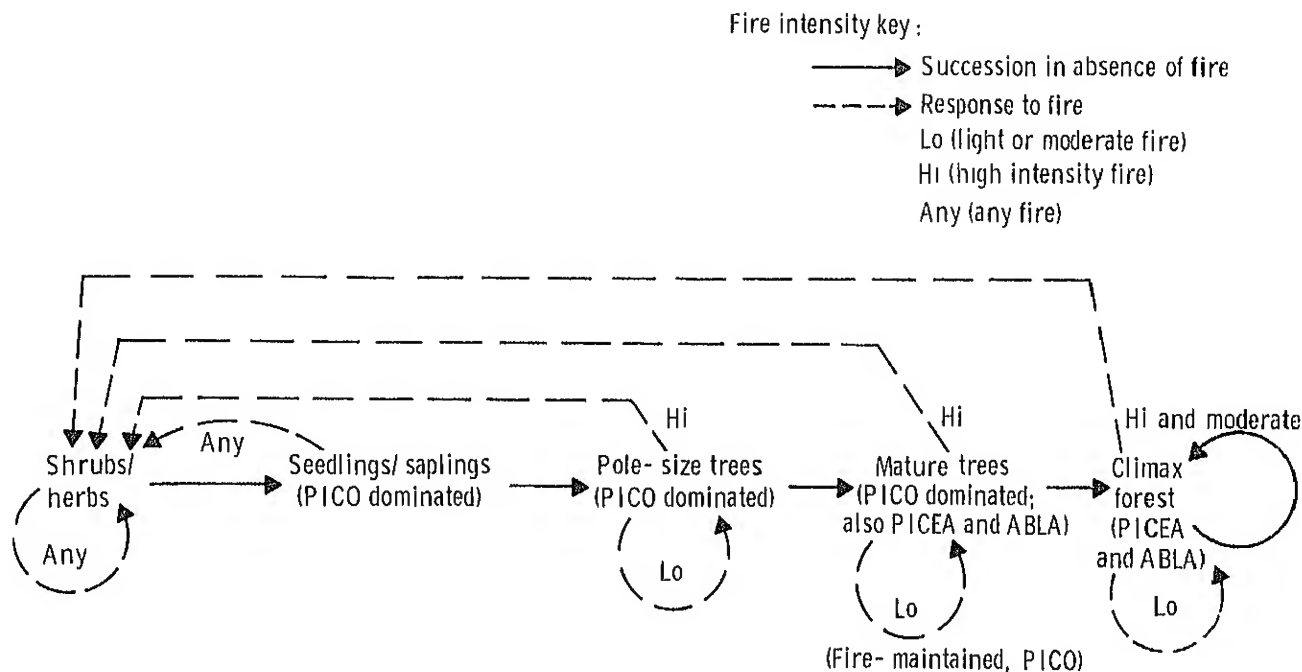 Fire intensity key:
Succession in absence of fire
Response to fire
Lo (light or moderate fire)
Hi (high intensity fire)
Any (any fire)
Hi
Hi
Hi and moderate
Any
Shrubs/
herbs
Seedlings/saplings
(PICO dominated)
Pole-size trees
(PICO dominated)
Mature trees
(PICO dominated;
also PICEA and ABLA)
Climax
forest
(PICEA
and ABLA)
Any
Lo
Lo
Lo
(Fire-maintained, PICO)